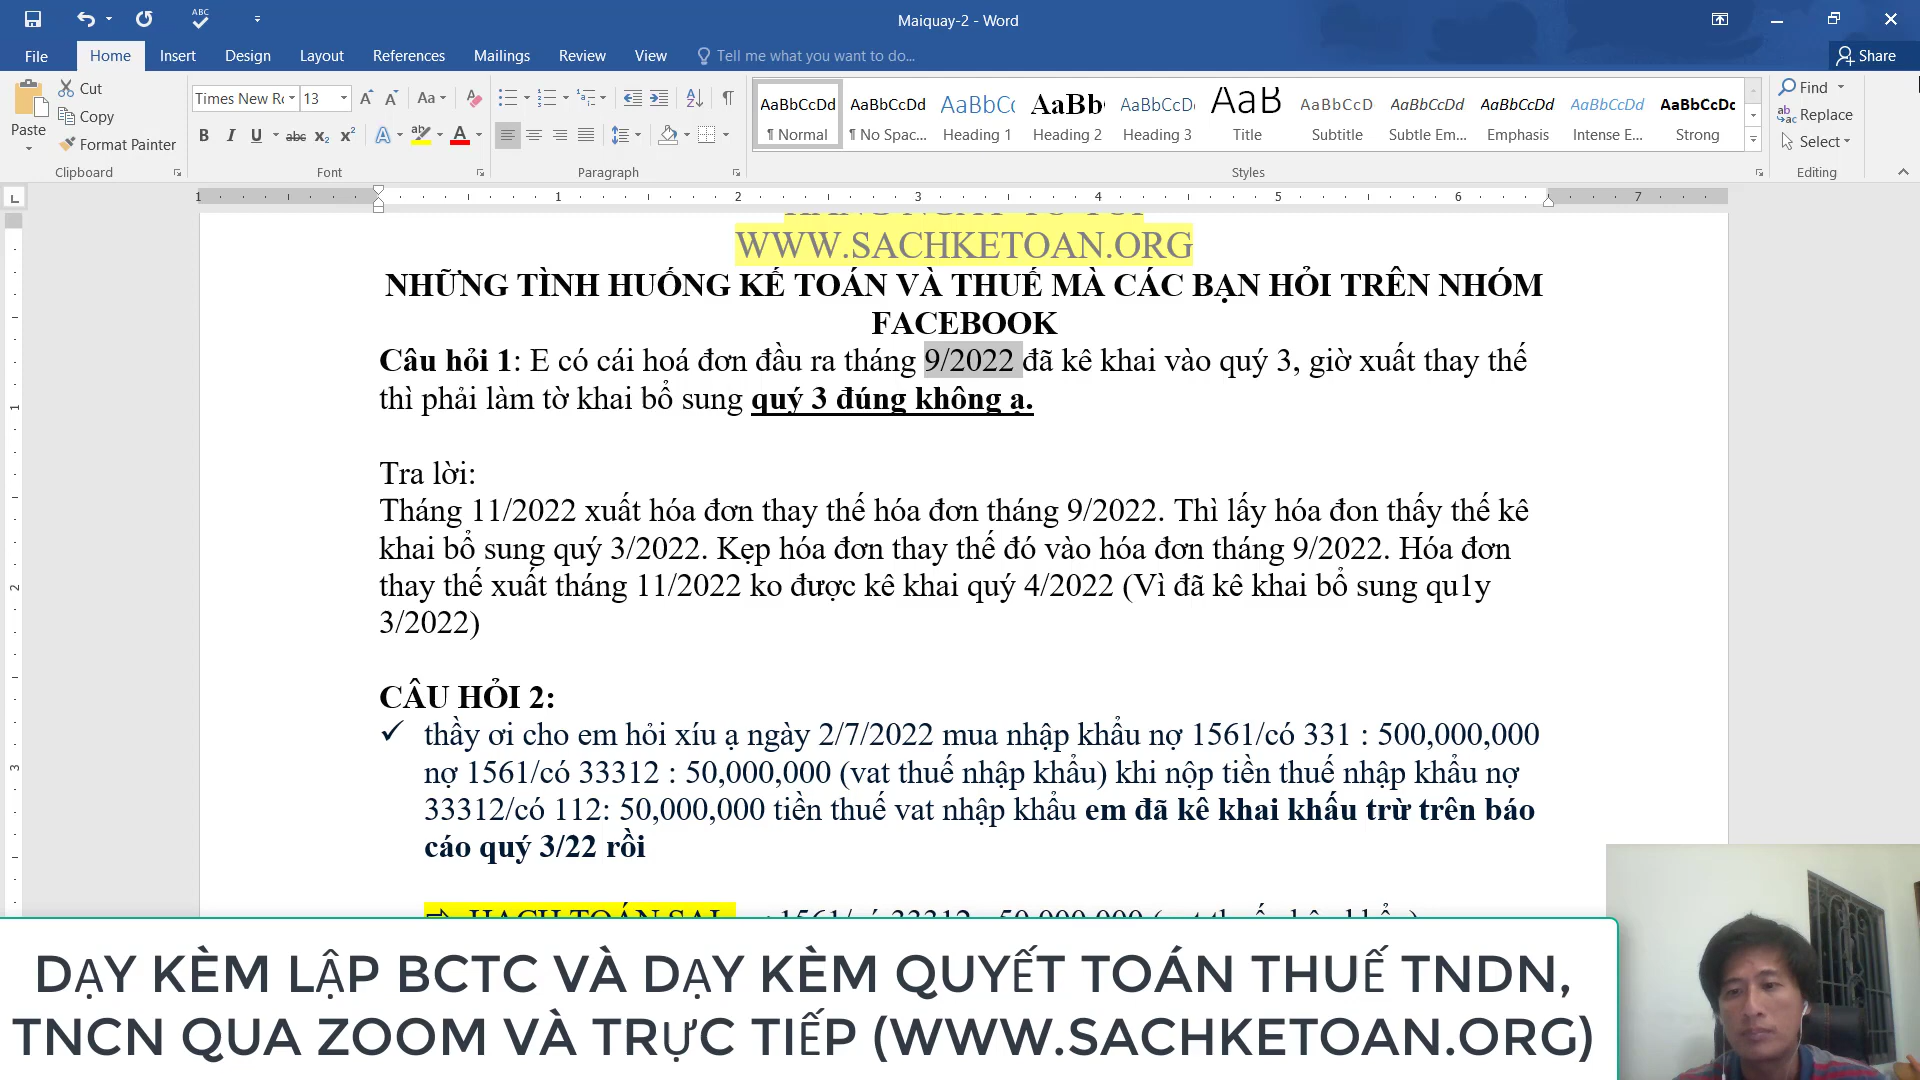 Maiquay-2 - Word
File Home Insert Design Layout References Mailings Review View Tell me what you want to do... Share
Paste
Cut
Copy
Format Painter
Clipboard
Times New Ro 13
Font
Paragraph
AaBbCcDd AaBbCcDd AaBbCc AaBb AaBbCcD AaB AaBbCcD AaBbCcDd AaBbCcDd AaBbCcDd AaBbCcDc
¶ Normal ¶ No Spac... Heading 1 Heading 2 Heading 3 Title Subtitle Subtle Em... Emphasis Intense E... Strong
Styles
Find
Replace
Select
Editing
WWW.SACHKETOAN.ORG
NHỮNG TÌNH HUỐNG KẾ TOÁN VÀ THUẾ MÀ CÁC BẠN HỎI TRÊN NHÓM
FACEBOOK
Câu hỏi 1: E có cái hoá đơn đầu ra tháng 9/2022 đã kê khai vào quý 3, giờ xuất thay thế
thì phải làm tờ khai bổ sung quý 3 đúng không ạ.
Tra lời:
Tháng 11/2022 xuất hóa đơn thay thế hóa đơn tháng 9/2022. Thì lấy hóa đon thấy thế kê
khai bổ sung quý 3/2022. Kẹp hóa đơn thay thế đó vào hóa đơn tháng 9/2022. Hóa đơn
thay thế xuất tháng 11/2022 ko được kê khai quý 4/2022 (Vì đã kê khai bổ sung qu1y
3/2022)
CÂU HỎI 2:
✓ thầy ơi cho em hỏi xíu ạ ngày 2/7/2022 mua nhập khẩu nợ 1561/có 331 : 500,000,000
nợ 1561/có 33312 : 50,000,000 (vat thuế nhập khẩu) khi nộp tiền thuế nhập khẩu nợ
33312/có 112: 50,000,000 tiền thuế vat nhập khẩu em đã kê khai khấu trừ trên báo
cáo quý 3/22 rồi
DẠY KÈM LẬP BCTC VÀ DẠY KÈM QUYẾT TOÁN THUẾ TNDN,
TNCN QUA ZOOM VÀ TRỰC TIẾP (WWW.SACHKETOAN.ORG)